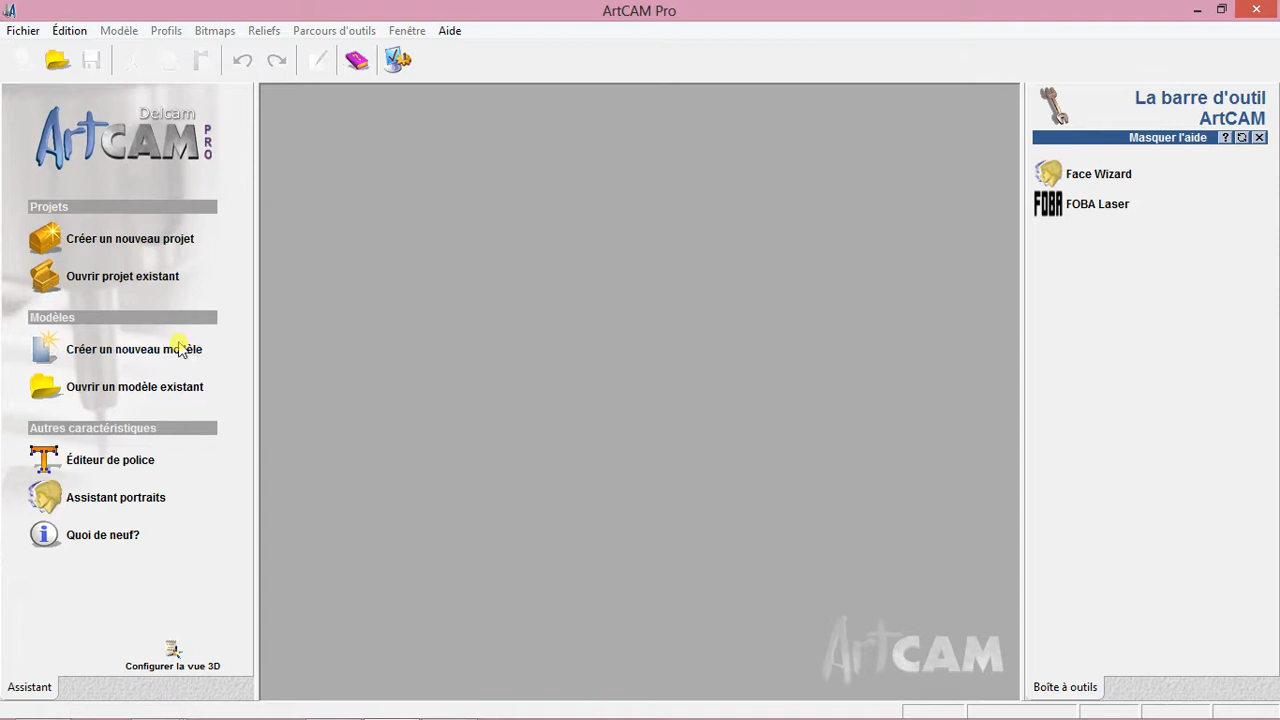 ArtCAM Pro
Fichier Édition Modèle Profils Bitmaps Reliefs Parcours d'outils Fenêtre Aide
Delcam
ArtCAM PRO
Projets
Créer un nouveau projet
Ouvrir projet existant
Modèles
Créer un nouveau modèle
Ouvrir un modèle existant
Autres caractéristiques
Éditeur de police
Assistant portraits
Quoi de neuf?
Configurer la vue 3D
Assistant
ArtCAM
La barre d'outil
ArtCAM
Masquer l'aide ?
Face Wizard
FOBA FOBA Laser
Boîte à outils